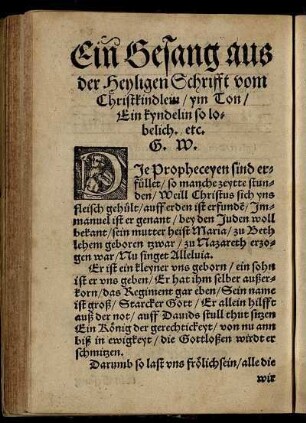 Ein Gesang aus
der Heyligen Schrifft vom
Christkindlein / ym Ton /
Ein kyndelin so lo-
belich. etc.
G. W.
DIe Propheceyen sind er-
füllet / so manche zeytte stun-
den / Weill Christus sich vns
fleisch gehült / auff erden ist erfundē / Im-
manuel ist er genant / bey den Juden woll
bekant / sein mutter heist Maria / zu Beth
lehem geboren zwar / zu Nazareth erzo-
gen war Nu singet Alleluia.
Er ist ein kleyner vns geborn / ein sohn
ist er vns geben / Er hat ihm selber außer-
korn / das Regiment gar eben / Sein name
ist groß / Starcker Gott / Er allein hilfft
auß der not / auff Dauids stull thut sitzen
Ein König der gerechtickeyt / von nu ann
biß in ewigkeyt / die Gottloßen wirdt er
schmitzen.
Darumb so last vns frölich sein / alle die
wir